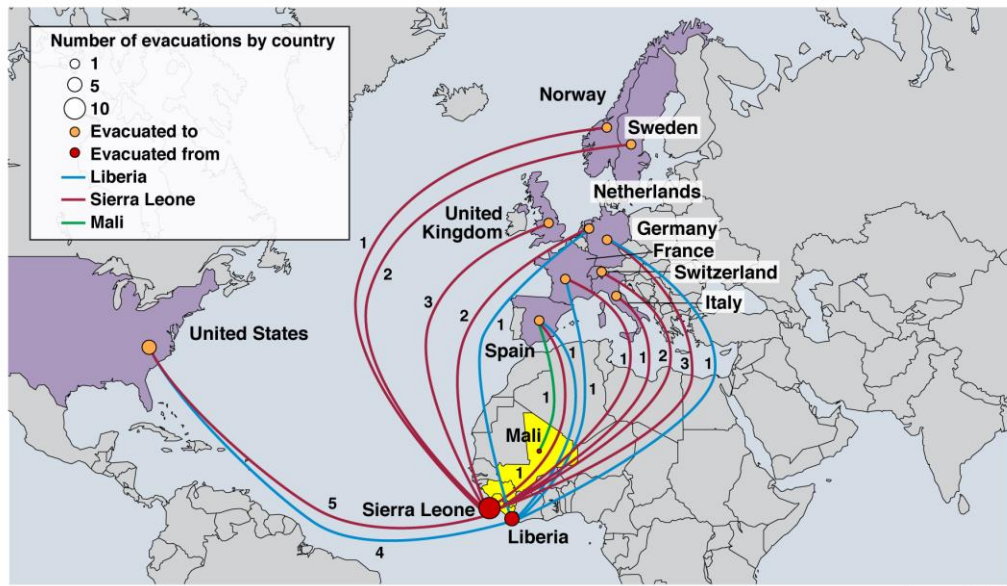 Number of evacuations by country
1
5
10
Evacuated to
Evacuated from
Liberia
Sierra Leone
Mali
Norway
Sweden
Netherlands
United
Kingdom
Germany
France
Switzerland
Italy
United States
Spain
Mali
Sierra Leone
Liberia
1
2
3
2
1
1
1
1
1
2
3
1
1
1
5
4